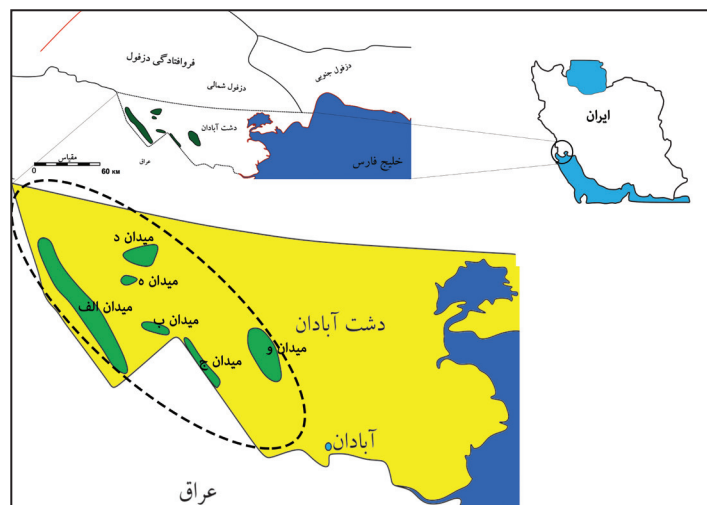 فروافتادگی دزفول
دزفول شمالی
دزفول جنوبی
دشت آبادان
عراق
خلیج فارس
مقیاس
0
60 KM
ایران
میدان د
میدان ه
میدان الف
میدان ب
میدان ج
میدان و
دشت آبادان
آبادان
عراق